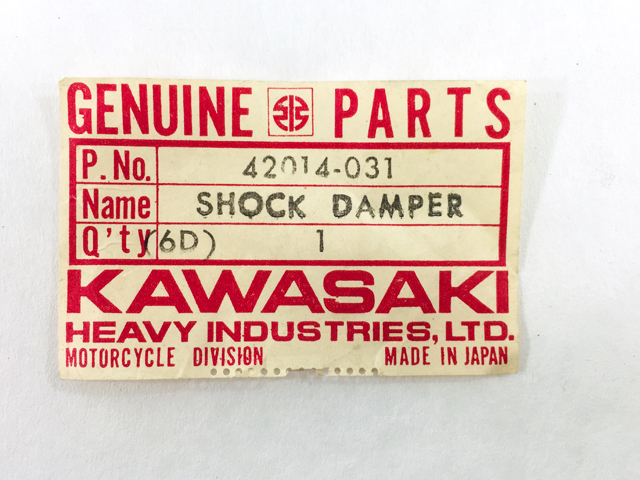 GENUINE PARTS
P. No. 42014-031
Name SHOCK DAMPER
Q'ty (6D) 1
KAWASAKI
HEAVY INDUSTRIES, LTD.
MOTORCYCLE DIVISION MADE IN JAPAN